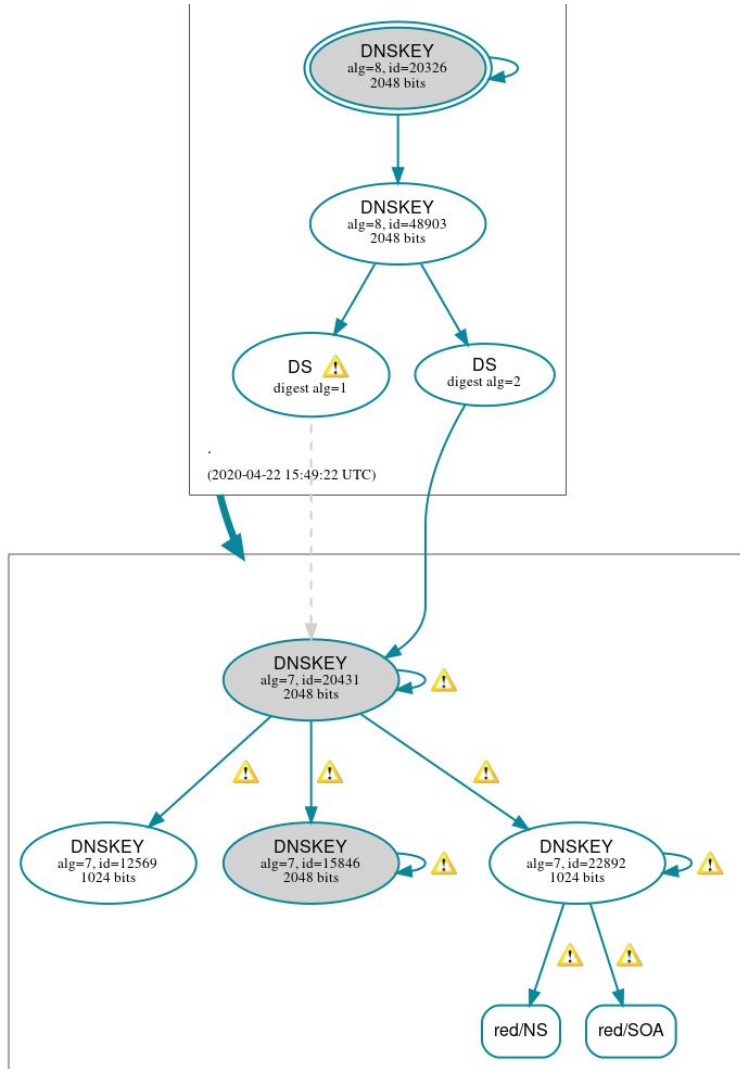 DNSKEY
alg=8, id=20326
2048 bits
DNSKEY
alg=8, id=48903
2048 bits
DS
digest alg=1
DS
digest alg=2
.
(2020-04-22 15:49:22 UTC)
DNSKEY
alg=7, id=20431
2048 bits
DNSKEY
alg=7, id=12569
1024 bits
DNSKEY
alg=7, id=15846
2048 bits
DNSKEY
alg=7, id=22892
1024 bits
red/NS
red/SOA